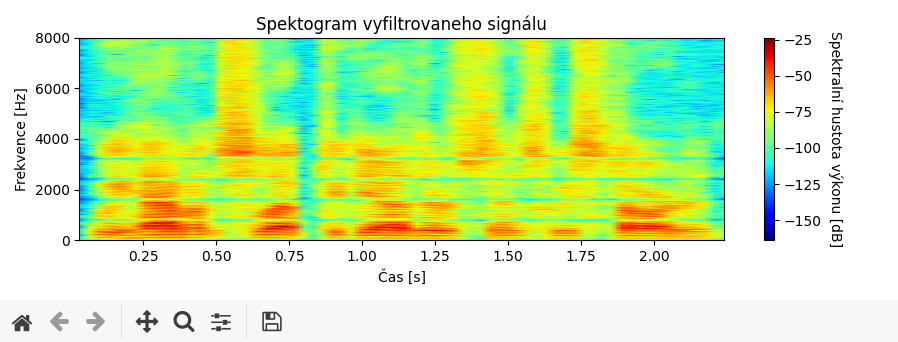 Spektogram vyfiltrovaneho signálu
Frekvence [Hz]
8000
6000
4000
2000
0
0.25 0.50 0.75 1.00 1.25 1.50 1.75 2.00
Čas [s]
−25
−50
−75
−100
−125
−150
Spektralní hustota výkonu [dB]